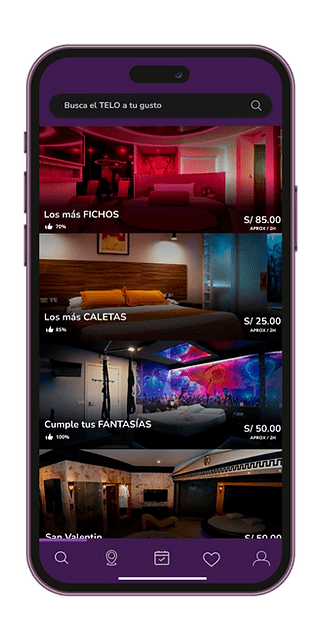 Busca el TELO a tu gusto
Los más FICHOS
70%
S/ 85.00
APROX / 2H
Los más CALETAS
85%
S/ 25.00
APROX / 2H
Cumple tus FANTASÍAS
100%
S/ 50.00
APROX / 2H
San Valentin
S/ 50.00